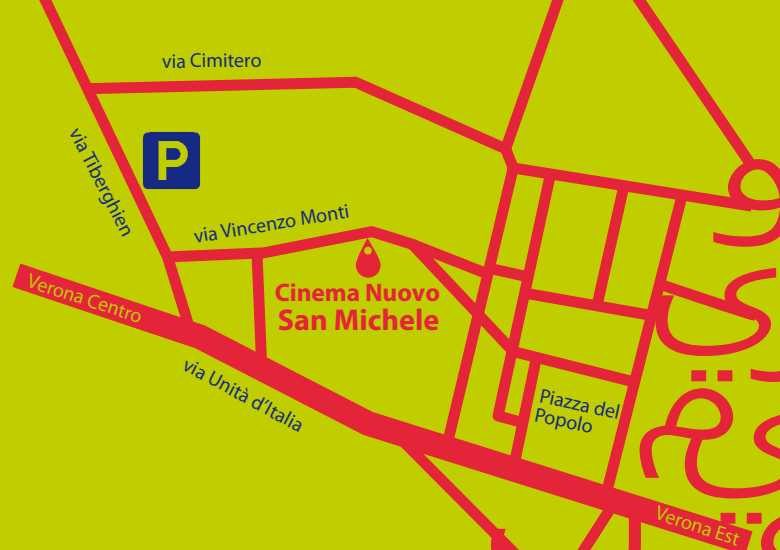 via Cimitero
P
via Tiberghien
via Vincenzo Monti
Cinema Nuovo
San Michele
Verona Centro
via Unità d'Italia
Piazza del
Popolo
Verona Est